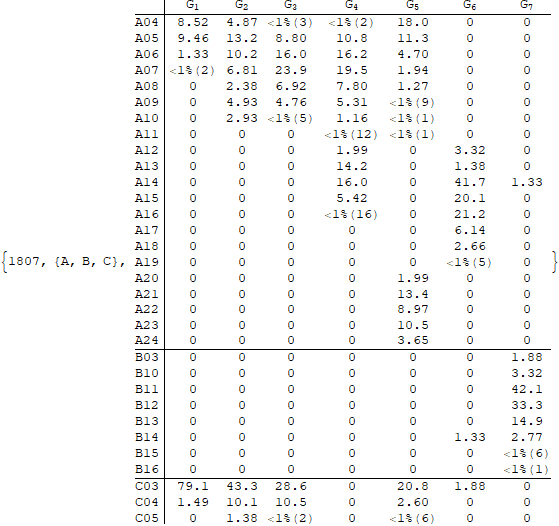 G1 G2 G3 G4 G5 G6 G7
A04 8.52 4.87 <1%(3) <1%(2) 18.0 0 0
A05 9.46 13.2 8.80 10.8 11.3 0 0
A06 1.33 10.2 16.0 16.2 4.70 0 0
A07 <1%(2) 6.81 23.9 19.5 1.94 0 0
A08 0 2.38 6.92 7.80 1.27 0 0
A09 0 4.93 4.76 5.31 <1%(9) 0 0
A10 0 2.93 <1%(5) 1.16 <1%(1) 0 0
A11 0 0 0 <1%(12) <1%(1) 0 0
A12 0 0 0 1.99 0 3.32 0
A13 0 0 0 14.2 0 1.38 0
A14 0 0 0 16.0 0 41.7 1.33
A15 0 0 0 5.42 0 20.1 0
A16 0 0 0 <1%(16) 0 21.2 0
A17 0 0 0 0 0 6.14 0
A18 0 0 0 0 0 2.66 0
{1807, {A, B, C}, A19 0 0 0 0 0 <1%(5) 0 }
A20 0 0 0 0 1.99 0 0
A21 0 0 0 0 13.4 0 0
A22 0 0 0 0 8.97 0 0
A23 0 0 0 0 10.5 0 0
A24 0 0 0 0 3.65 0 0
B03 0 0 0 0 0 0 1.88
B10 0 0 0 0 0 0 3.32
B11 0 0 0 0 0 0 42.1
B12 0 0 0 0 0 0 33.3
B13 0 0 0 0 0 0 14.9
B14 0 0 0 0 0 1.33 2.77
B15 0 0 0 0 0 0 <1%(6)
B16 0 0 0 0 0 0 <1%(1)
C03 79.1 43.3 28.6 0 20.8 1.88 0
C04 1.49 10.1 10.5 0 2.60 0 0
C05 0 1.38 <1%(2) 0 <1%(6) 0 0